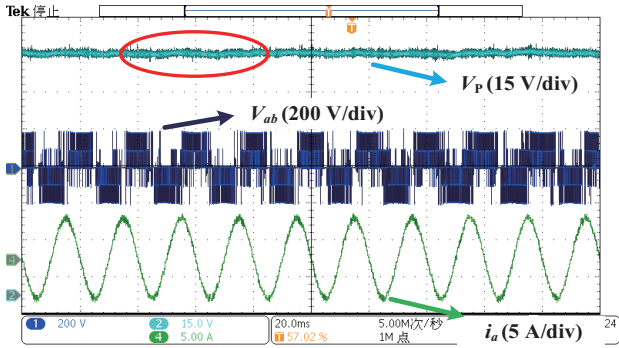 Tek 停止
T
T
V_P (15 V/div)
V_ab (200 V/div)
1
4
2
i_a (5 A/div)
1 200 V 2 15.0 V 20.0ms 5.00M次/秒 24
4 5.00 A T 57.02 % 1M 点